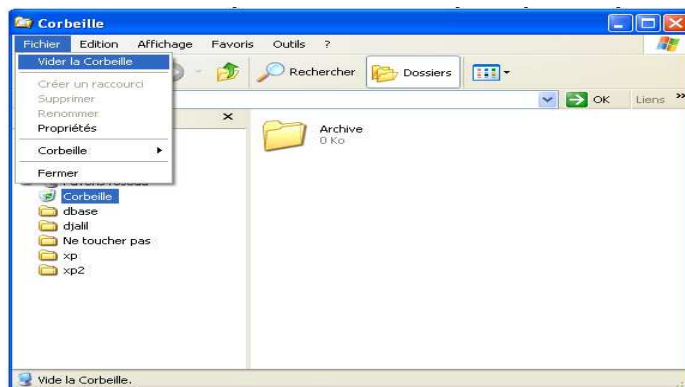 Corbeille
Fichier Edition Affichage Favoris Outils ?
Vider la Corbeille
Créer un raccourci
Supprimer
Renommer
Propriétés
Corbeille
Fermer
Rechercher Dossiers
OK Liens »
Archive
0 Ko
Corbeille
dbase
djalil
Ne toucher pas
xp
xp2
Vide la Corbeille.